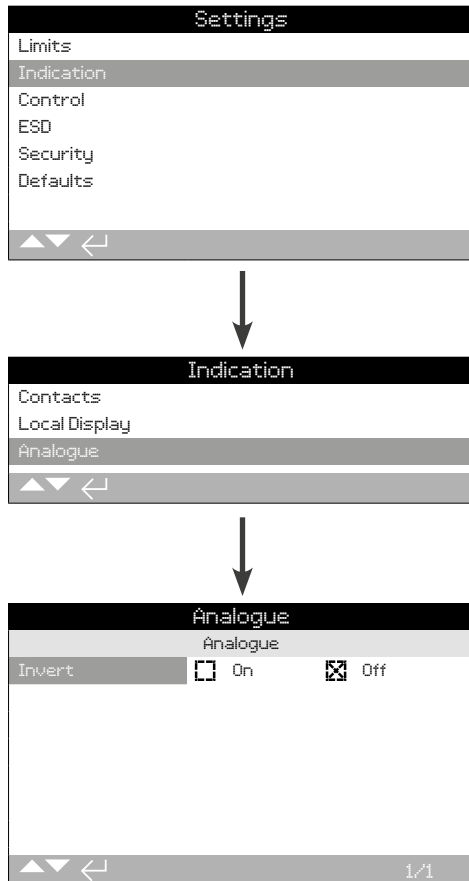 Settings
Limits
Indication
Control
ESD
Security
Defaults
Indication
Contacts
Local Display
Analogue
Analogue
Analogue
Invert On Off
1/1